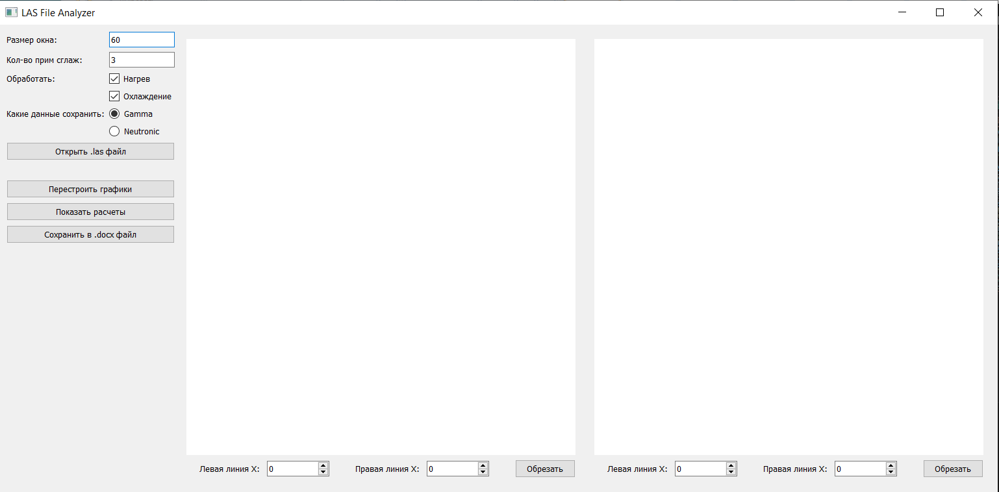 LAS File Analyzer
Размер окна: 60
Кол-во прим сглаж: 3
Обработать: Нагрев
Охлаждение
Какие данные сохранить: Gamma
Neutronic
Открыть .las файл
Перестроить графики
Показать расчеты
Сохранить в .docx файл
Левая линия X: 0 Правая линия X: 0 Обрезать Левая линия X: 0 Правая линия X: 0 Обрезать